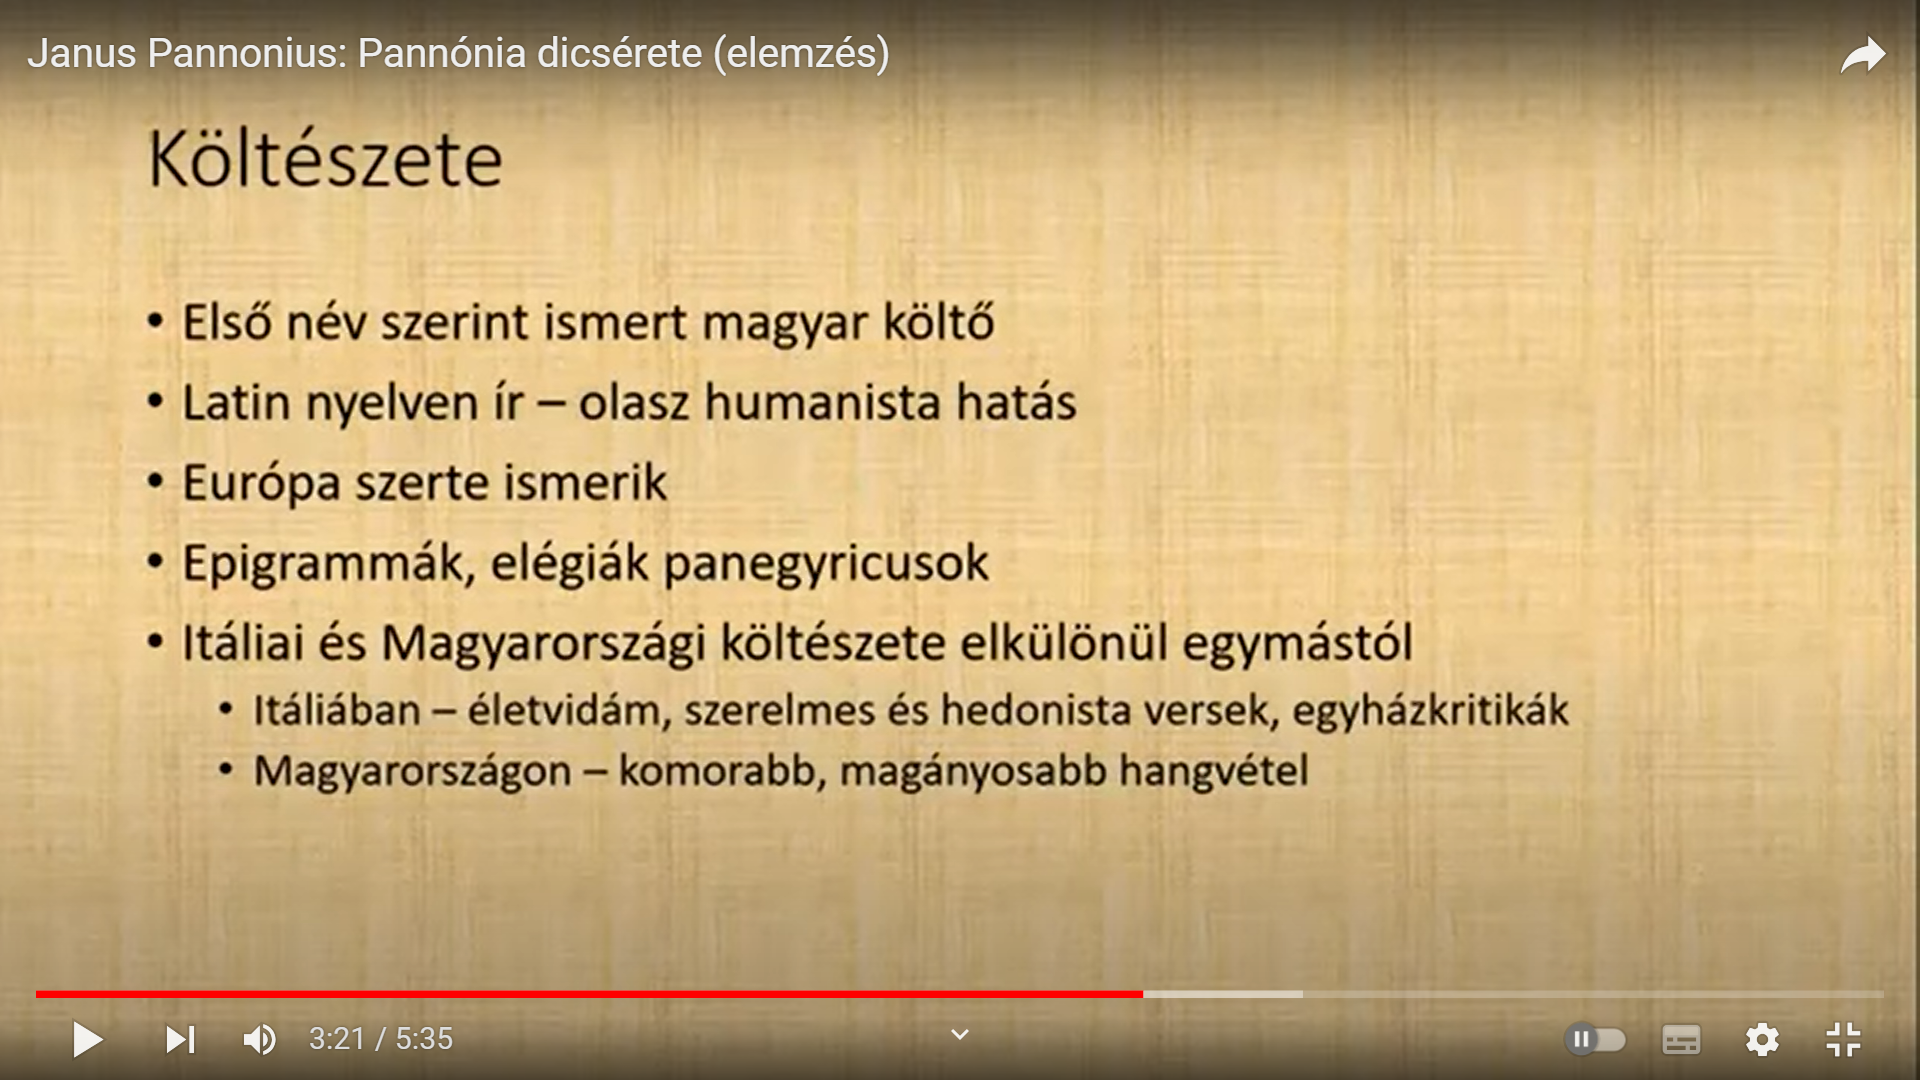 Janus Pannonius: Pannónia dicsérete (elemzés)
Költészete
• Első név szerint ismert magyar költő
• Latin nyelven ír – olasz humanista hatás
• Európa szerte ismerik
• Epigrammák, elégiák panegyricusok
• Itáliai és Magyarországi költészete elkülönül egymástól
• Itáliában – életvidám, szerelmes és hedonista versek, egyházkritikák
• Magyarországon – komorabb, magányosabb hangvétel
3:21 / 5:35